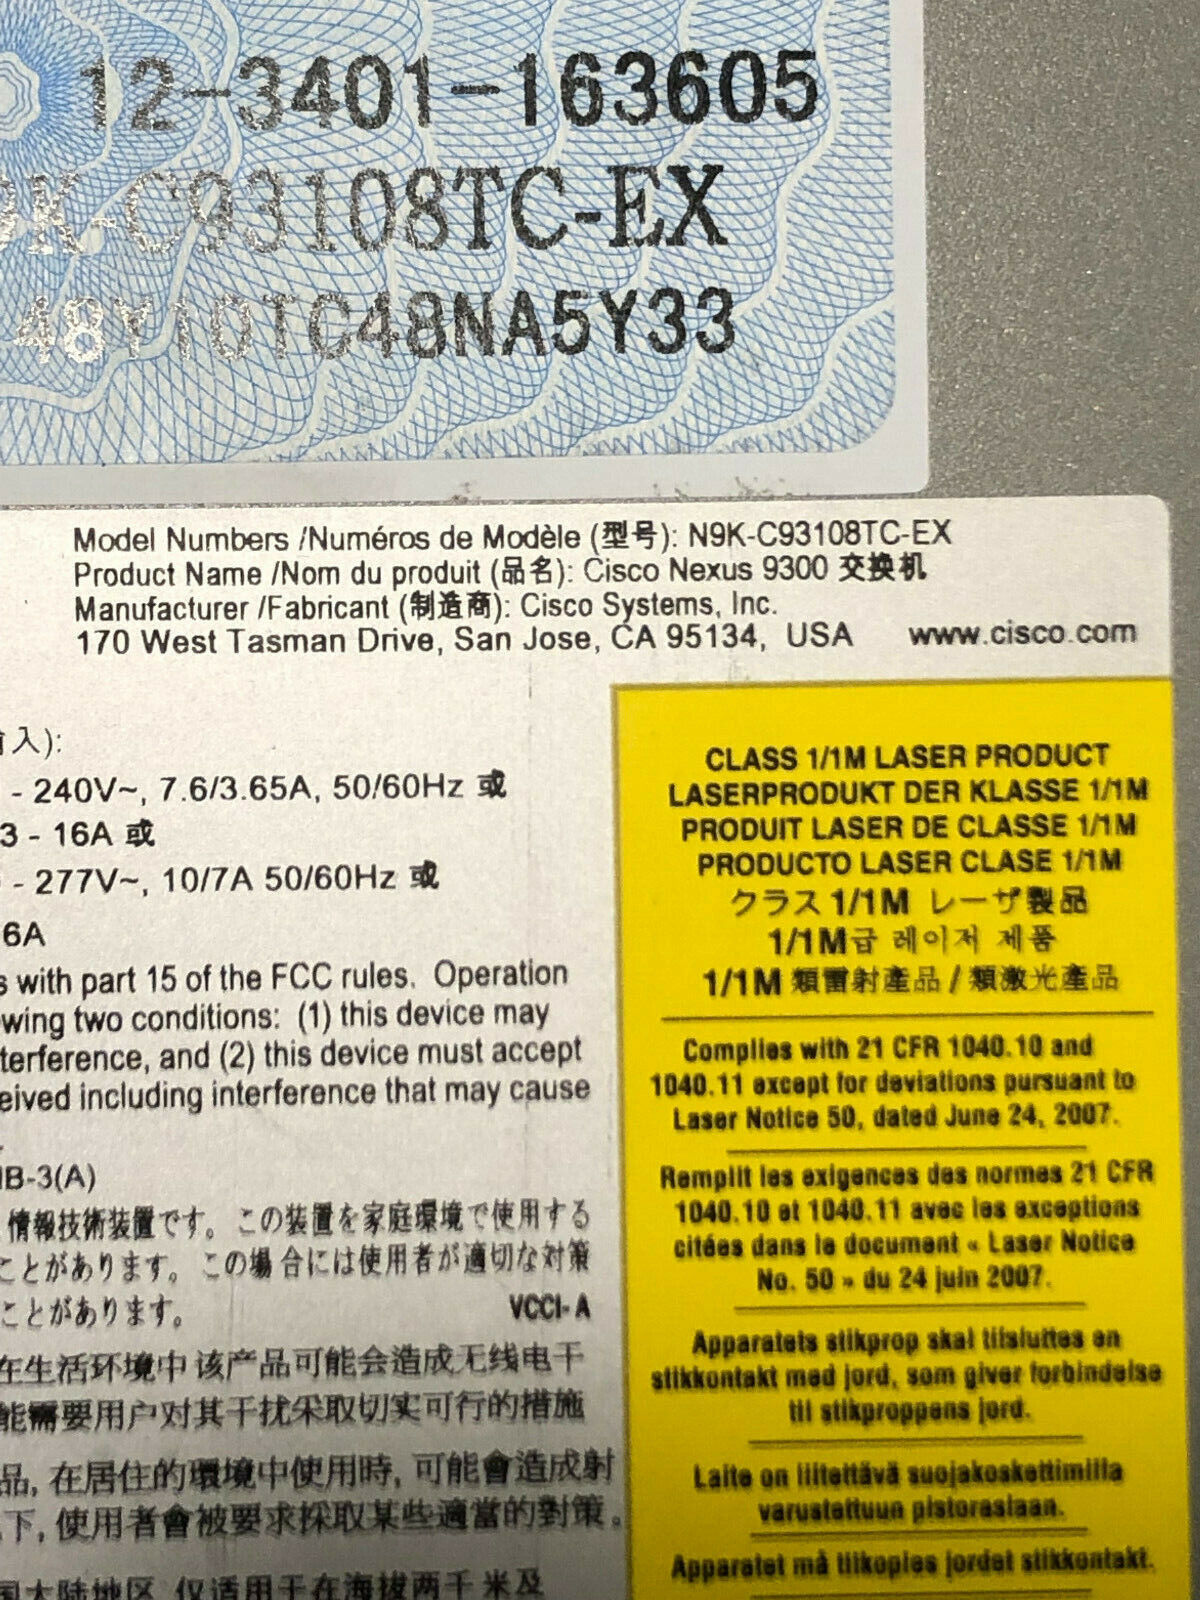 12-3401-163605
9K-C93108TC-EX
48Y10TC48NA5Y33
Model Numbers /Numéros de Modèle (型号): N9K-C93108TC-EX
Product Name /Nom du produit (品名): Cisco Nexus 9300 交换机
Manufacturer /Fabricant (制造商): Cisco Systems, Inc.
170 West Tasman Drive, San Jose, CA 95134, USA www.cisco.com
入):
- 240V~, 7.6/3.65A, 50/60Hz 或
3 - 16A 或
- 277V~, 10/7A 50/60Hz 或
6A
s with part 15 of the FCC rules. Operation
wing two conditions: (1) this device may
terference, and (2) this device must accept
eived including interference that may cause
IB-3(A)
情報技術装置です。この装置を家庭環境で使用する
ことがあります。この場合には使用者が適切な対策
ことがあります。 VCCI-A
在生活环境中该产品可能会造成无线电干
能需要用户对其干扰采取切实可行的措施
品, 在居住的環境中使用時, 可能會造成射
下, 使用者會被要求採取某些適當的對策。
国大陆地区 仅适用于在海拔两千米及
CLASS 1/1M LASER PRODUCT
LASERPRODUKT DER KLASSE 1/1M
PRODUIT LASER DE CLASSE 1/1M
PRODUCTO LASER CLASE 1/1M
クラス 1/1M レーザ製品
1/1M급 레이저 제품
1/1M 類雷射產品 / 類激光產品
Complies with 21 CFR 1040.10 and
1040.11 except for deviations pursuant to
Laser Notice 50, dated June 24, 2007.
Remplit les exigences des normes 21 CFR
1040.10 et 1040.11 avec les exceptions
citées dans le document « Laser Notice
No. 50 » du 24 juin 2007.
Apparatets stikprop skal tilsluttes en
stikkontakt med jord, som giver forbindelse
til stikproppens jord.
Laite on liitettävä suojakoskettimilla
varustettuun pistorasiaan.
Apparatet må tilkoples jordet stikkontakt.